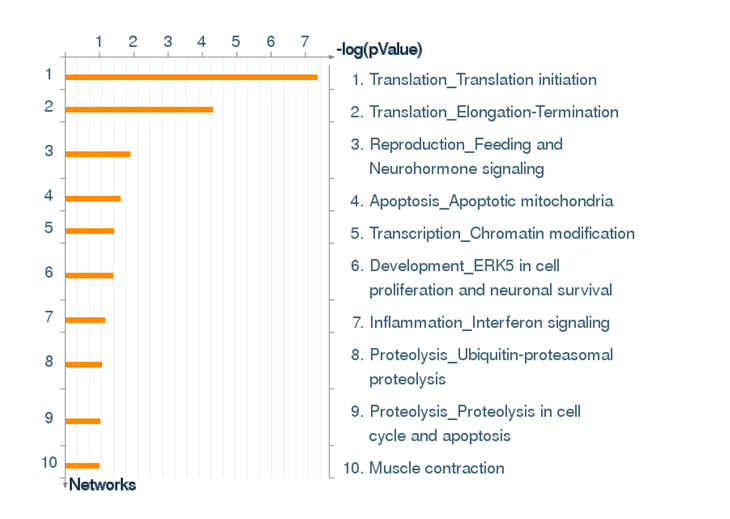 1 2 3 4 5 6 7 -log(pValue)
1
2
3
4
5
6
7
8
9
10
Networks
1. Translation_Translation initiation
2. Translation_Elongation-Termination
3. Reproduction_Feeding and
Neurohormone signaling
4. Apoptosis_Apoptotic mitochondria
5. Transcription_Chromatin modification
6. Development_ERK5 in cell
proliferation and neuronal survival
7. Inflammation_Interferon signaling
8. Proteolysis_Ubiquitin-proteasomal
proteolysis
9. Proteolysis_Proteolysis in cell
cycle and apoptosis
10. Muscle contraction